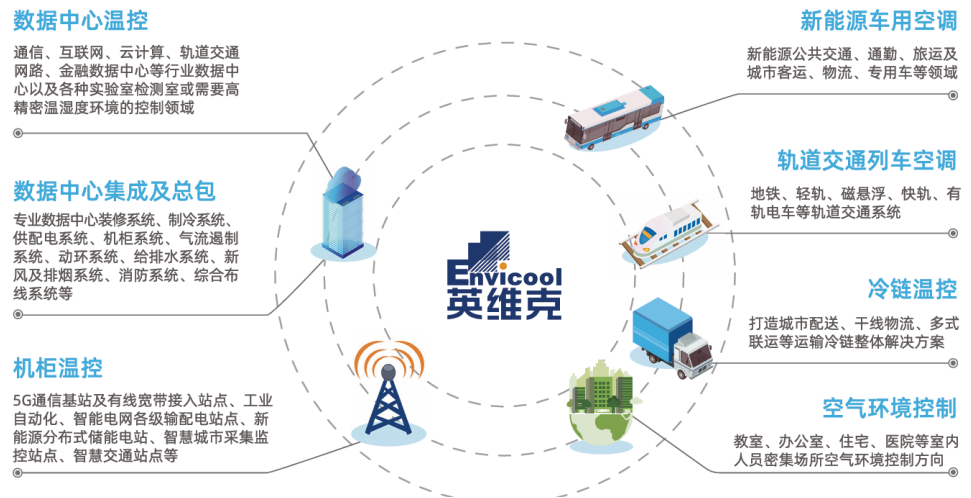 数据中心温控
通信、互联网、云计算、轨道交通
网路、金融数据中心等行业数据中
心以及各种实验室检测室或需要高
精密温湿度环境的控制领域
数据中心集成及总包
专业数据中心装修系统、制冷系统、
供配电系统、机柜系统、气流遏制
系统、动环系统、给排水系统、新
风及排烟系统、消防系统、综合布
线系统等
机柜温控
5G通信基站及有线宽带接入站点、工业
自动化、智能电网各级输配电站点、新
能源分布式储能电站、智慧城市采集监
控站点、智慧交通站点等
Envicool
英维克
新能源车用空调
新能源公共交通、通勤、旅运及
城市客运、物流、专用车等领域
轨道交通列车空调
地铁、轻轨、磁悬浮、快轨、有
轨电车等轨道交通系统
冷链温控
打造城市配送、干线物流、多式
联运等运输冷链整体解决方案
空气环境控制
教室、办公室、住宅、医院等室内
人员密集场所空气环境控制方向